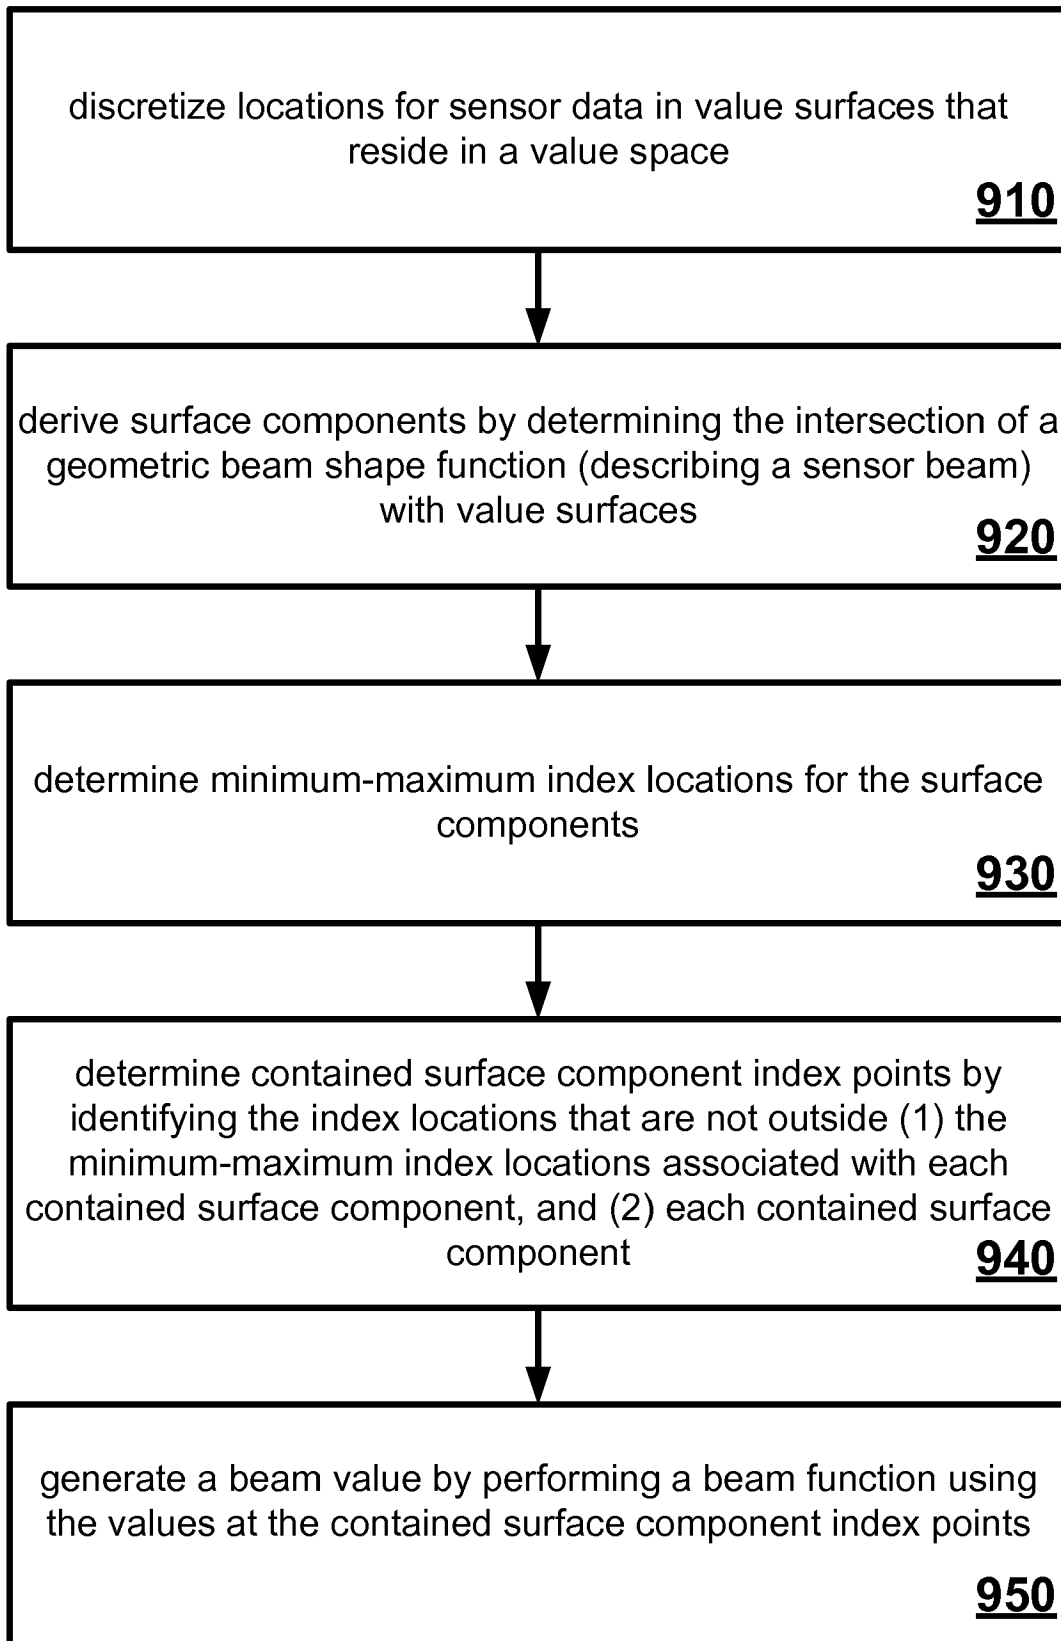 discretize locations for sensor data in value surfaces that
reside in a value space
910
derive surface components by determining the intersection of a
geometric beam shape function (describing a sensor beam)
with value surfaces
920
determine minimum-maximum index locations for the surface
components
930
determine contained surface component index points by
identifying the index locations that are not outside (1) the
minimum-maximum index locations associated with each
contained surface component, and (2) each contained surface
component
940
generate a beam value by performing a beam function using
the values at the contained surface component index points
950